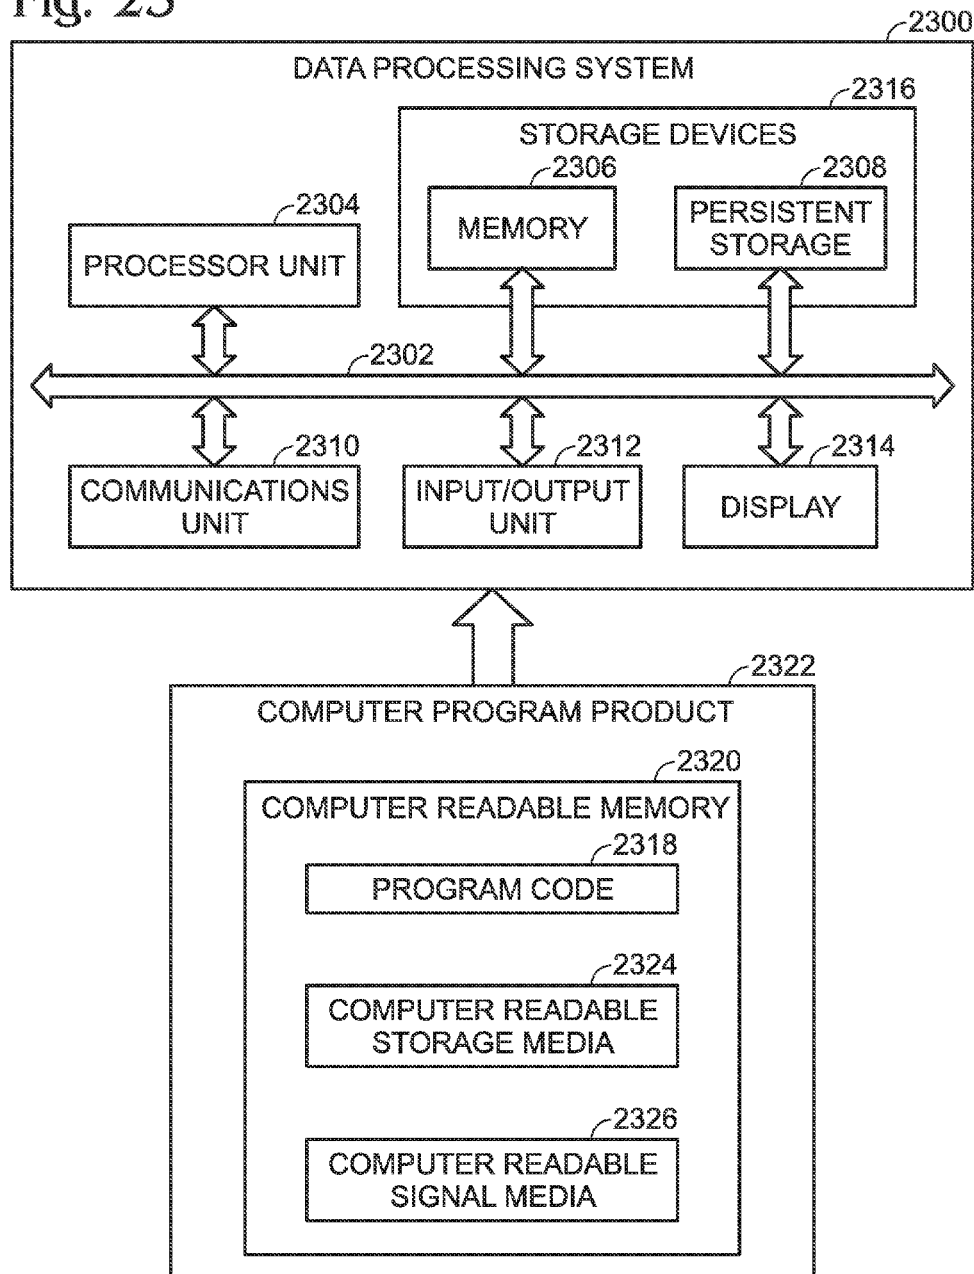 Fig. 23
2300
DATA PROCESSING SYSTEM
2316
STORAGE DEVICES
2306
MEMORY
2308
PERSISTENT
STORAGE
2304
PROCESSOR UNIT
2302
2310
COMMUNICATIONS
UNIT
2312
INPUT/OUTPUT
UNIT
2314
DISPLAY
2322
COMPUTER PROGRAM PRODUCT
2320
COMPUTER READABLE MEMORY
2318
PROGRAM CODE
2324
COMPUTER READABLE
STORAGE MEDIA
2326
COMPUTER READABLE
SIGNAL MEDIA